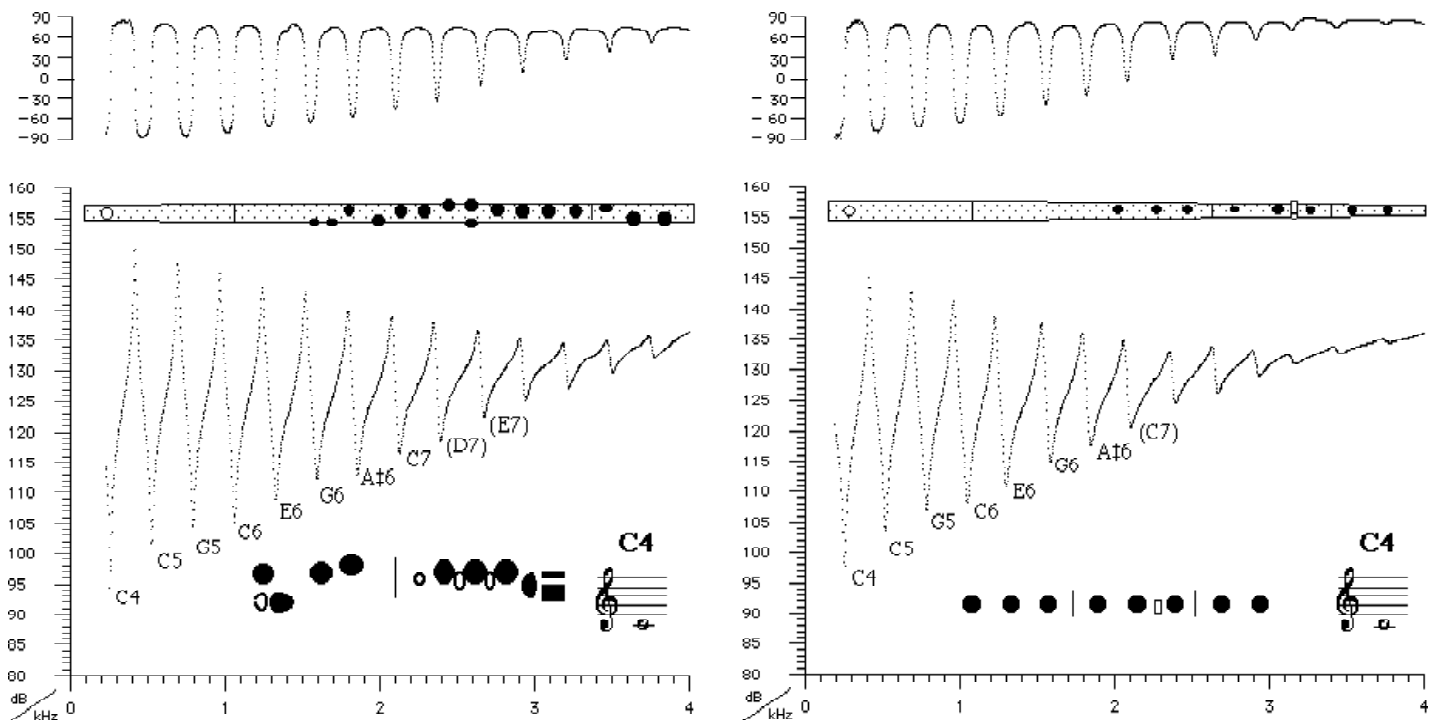 90
60
30
0
−30
−60
−90
160
155
150
145
140
135
130
125
120
115
110
105
100
95
90
85
80
dB
kHz
0 1 2 3 4
C4
C5
G5
C6
E6
G6
A‡6
C7
(D7)
(E7)
C4
90
60
30
0
−30
−60
−90
160
155
150
145
140
135
130
125
120
115
110
105
100
95
90
85
80
dB
kHz
0 1 2 3 4
C4
C5
G5
C6
E6
G6
A‡6
(C7)
C4